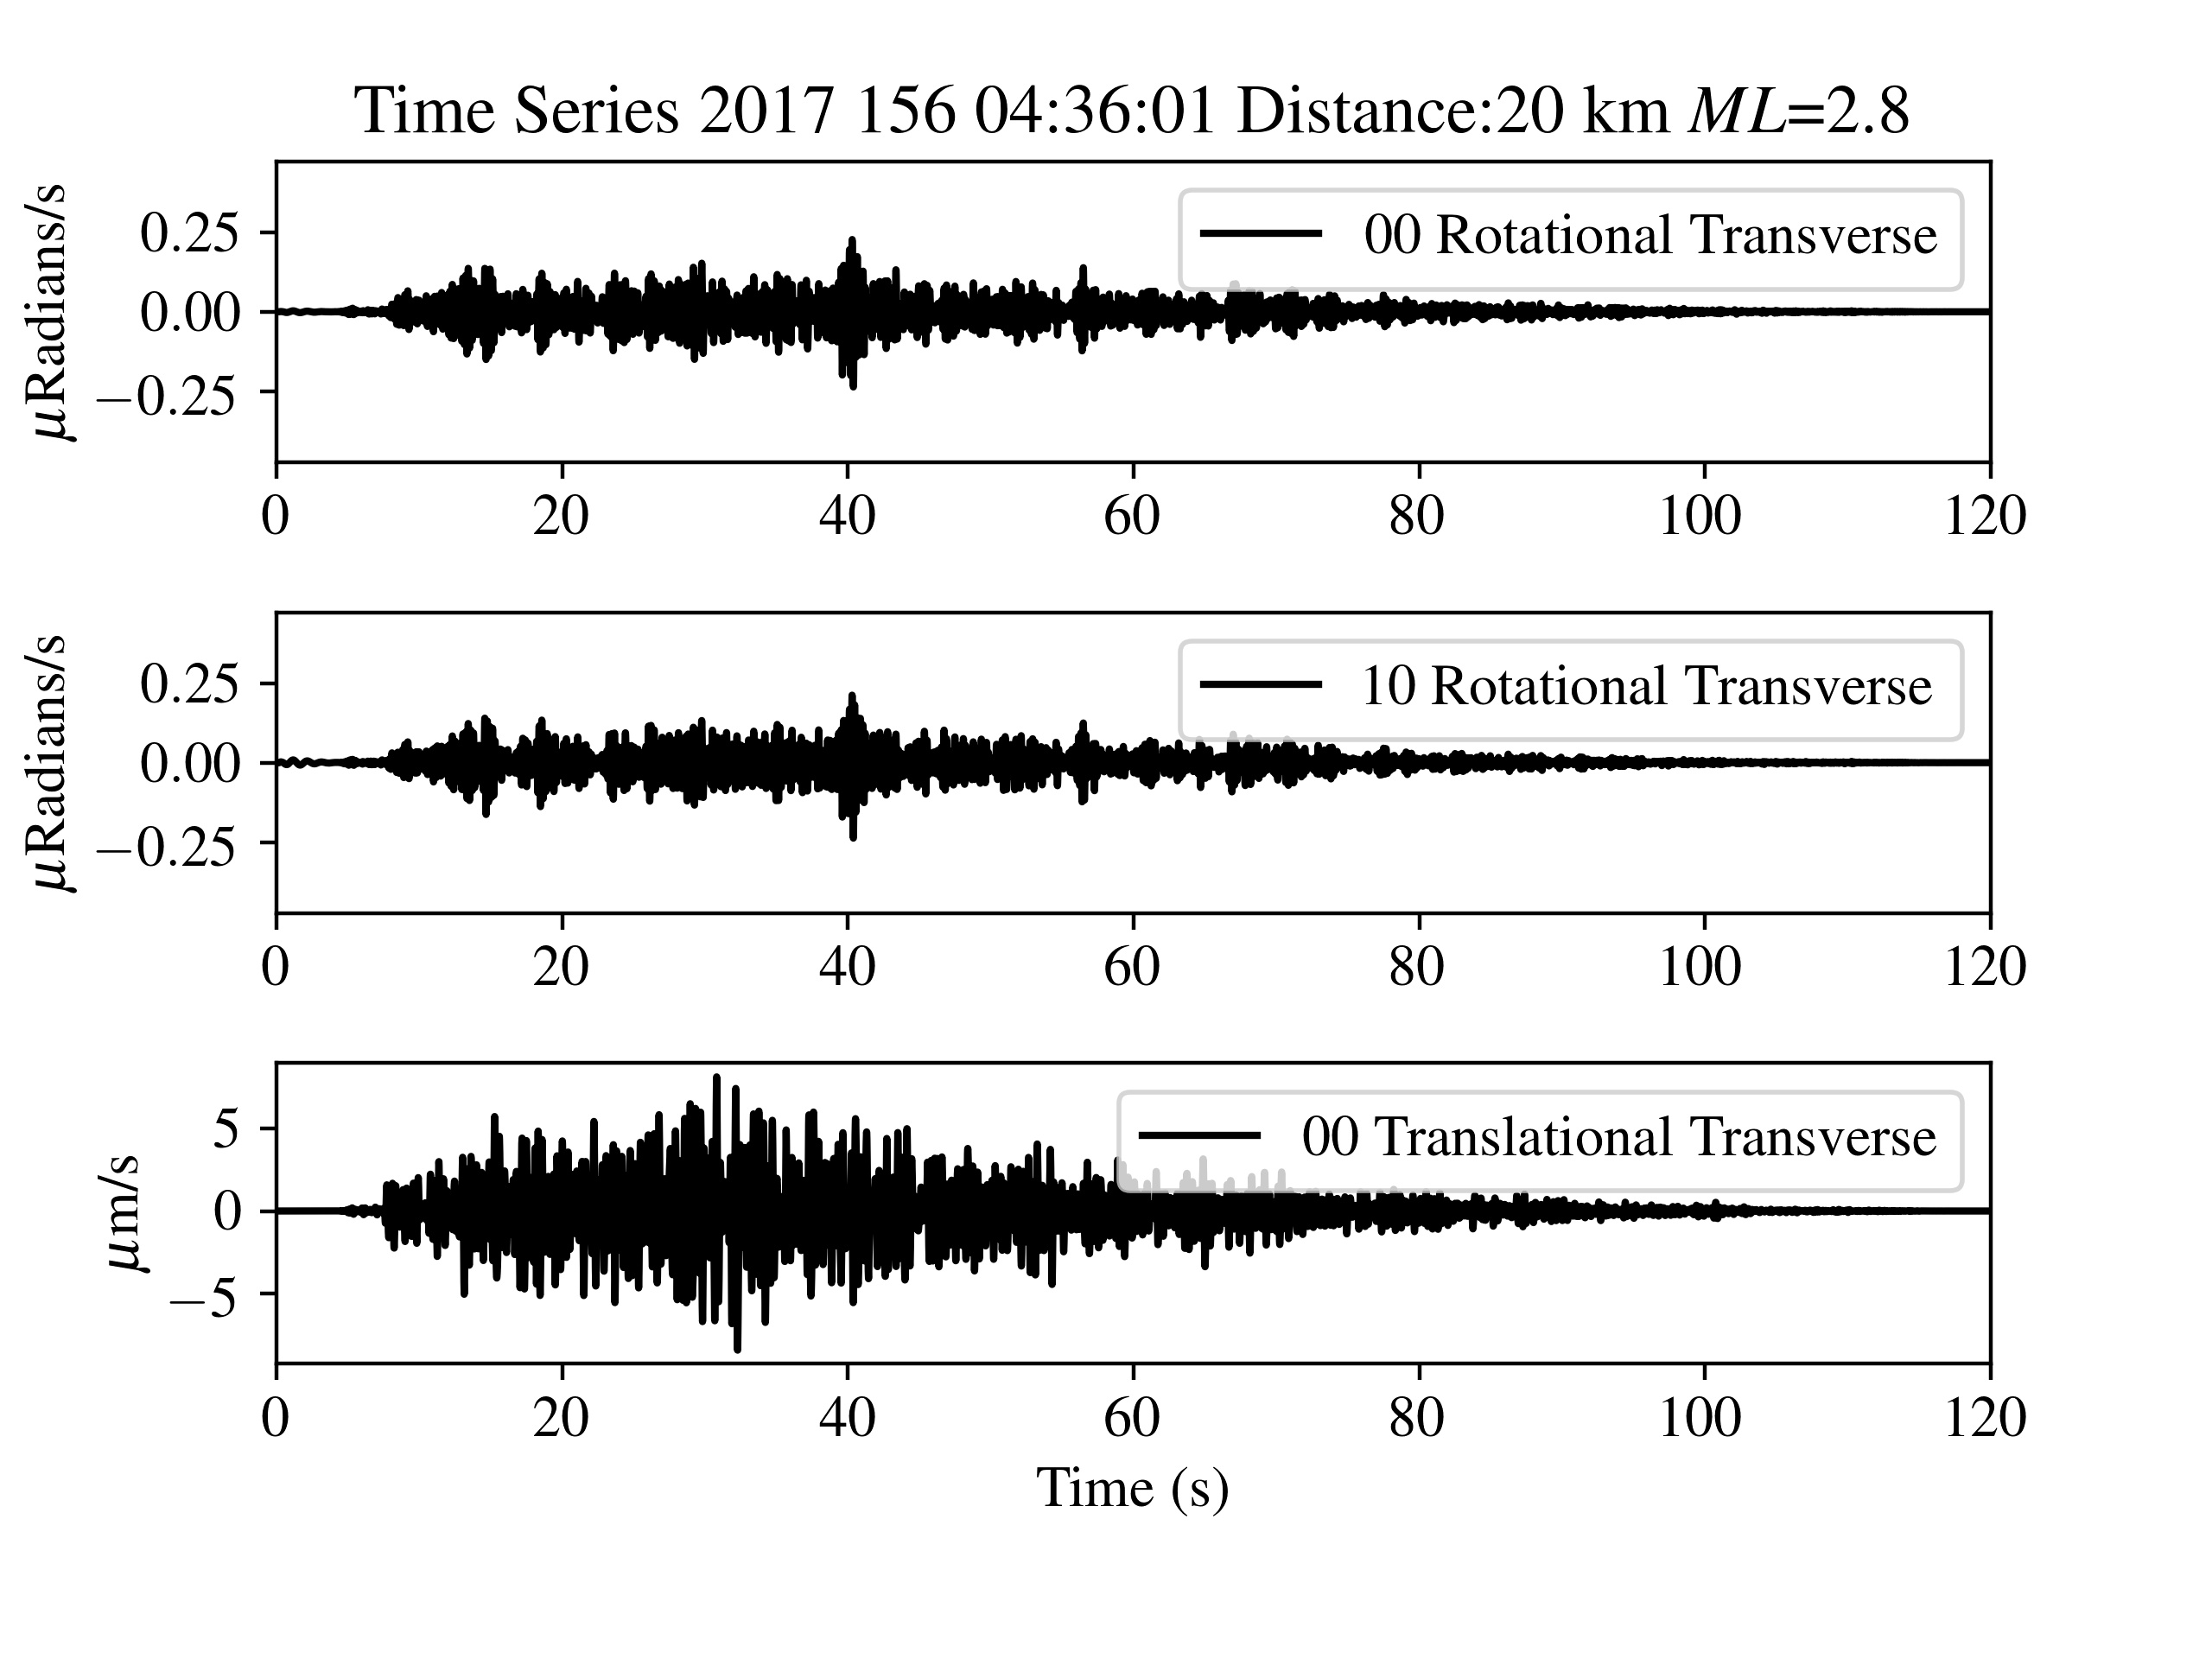 Time Series 2017 156 04:36:01 Distance:20 km ML=2.8
μRadians/s
0.25
0.00
−0.25
00 Rotational Transverse
0 20 40 60 80 100 120
μRadians/s
0.25
0.00
−0.25
10 Rotational Transverse
0 20 40 60 80 100 120
μm/s
5
0
−5
00 Translational Transverse
0 20 40 60 80 100 120
Time (s)